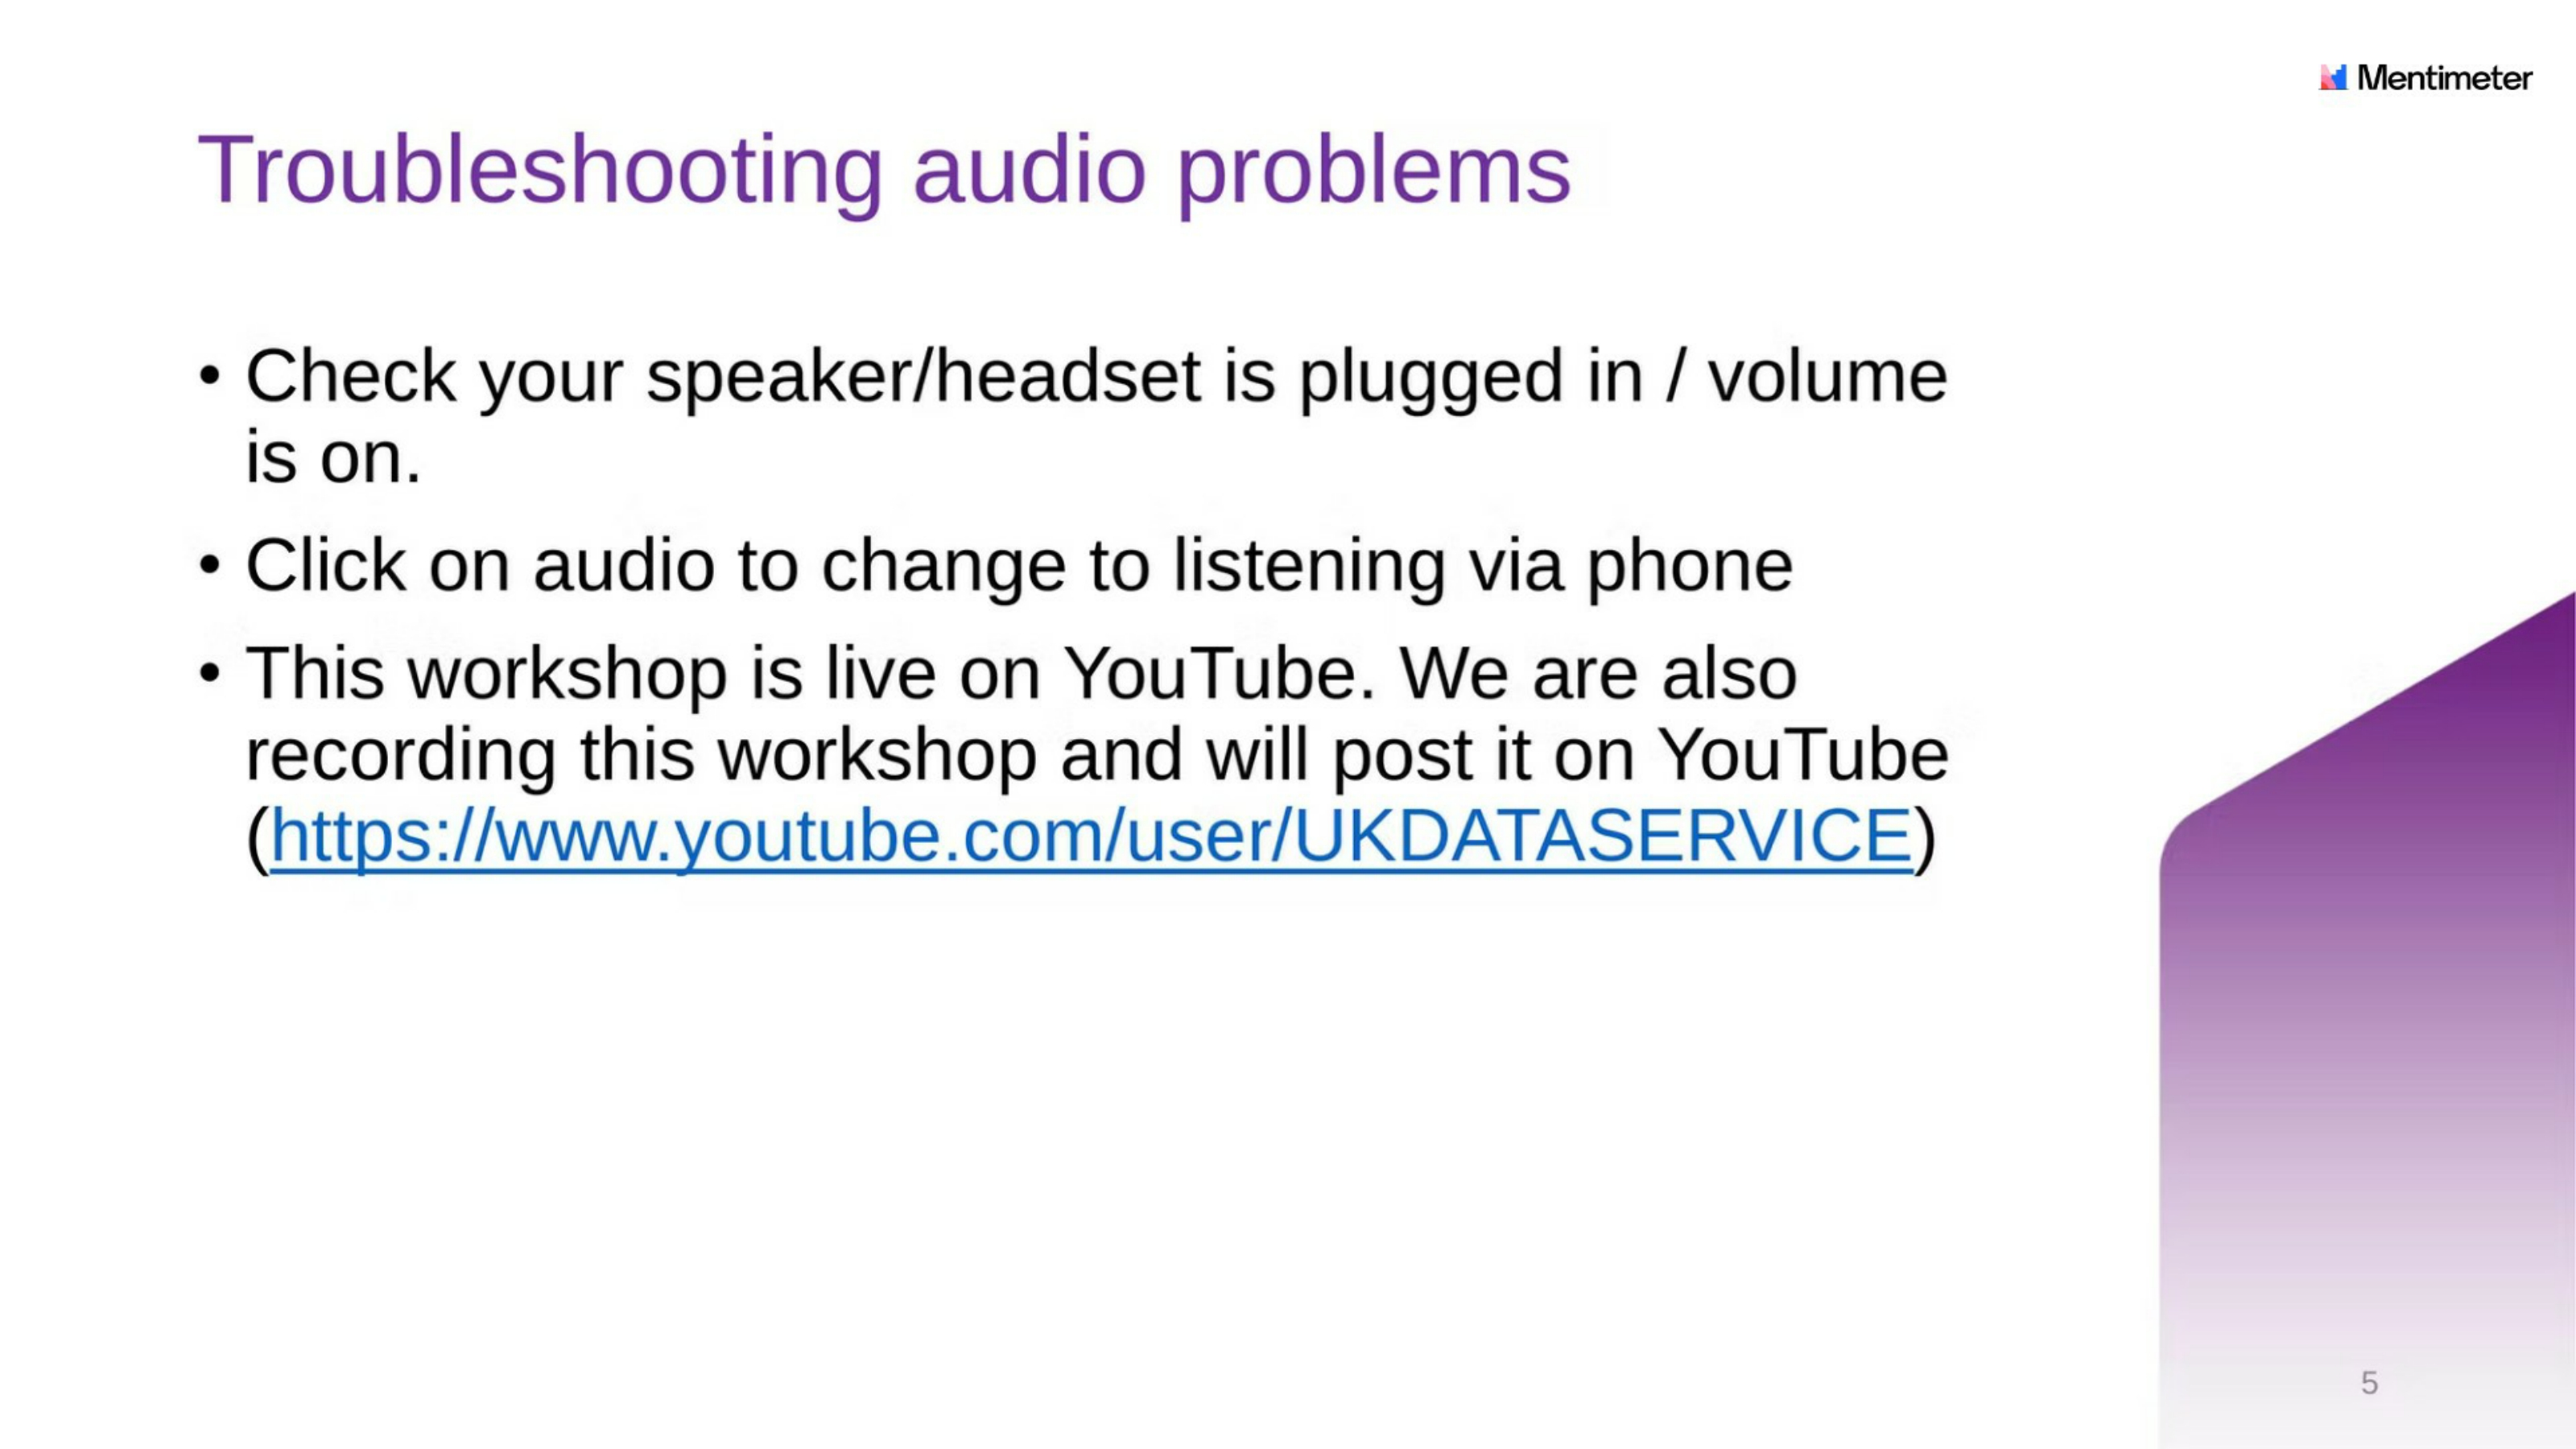 Mentimeter
Troubleshooting audio problems
• Check your speaker/headset is plugged in / volume
is on.
• Click on audio to change to listening via phone
• This workshop is live on YouTube. We are also
recording this workshop and will post it on YouTube
(https://www.youtube.com/user/UKDATASERVICE)
5